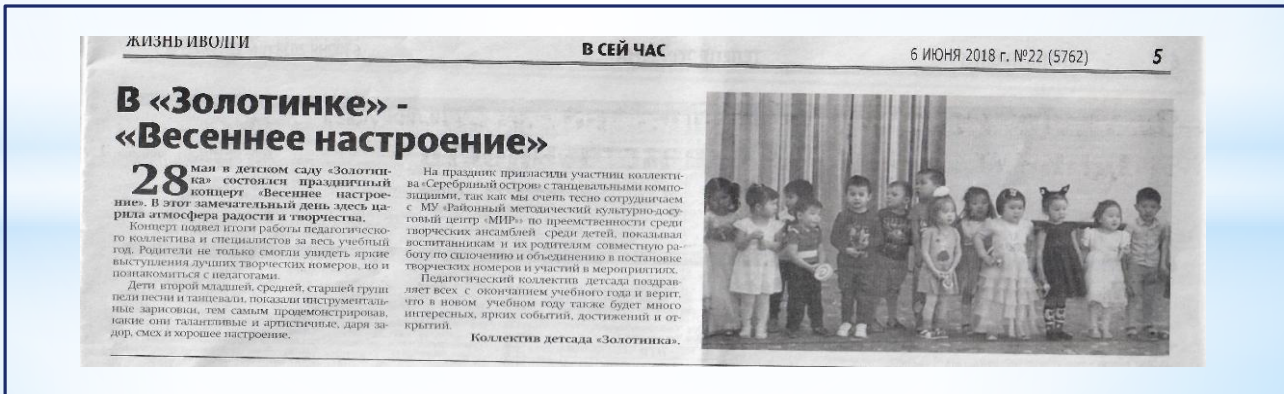 ЖИЗНЬ ИВОЛГИ
В СЕЙ ЧАС
6 ИЮНЯ 2018 г. №22 (5762)
5
В «Золотинке» -
«Весеннее настроение»
28 мая в детском саду «Золотин-
ка» состоялся праздничный
концерт «Весеннее настрое-
ние». В этот замечательный день здесь ца-
рила атмосфера радости и творчества.
Концерт подвел итоги работы педагогическо-
го коллектива и специалистов за весь учебный
год. Родители не только смогли увидеть яркие
выступления лучших творческих номеров, но и
познакомиться с педагогами.
Дети второй младшей, средней, старшей групп
пели песни и танцевали, показали инструменталь-
ные зарисовки, тем самым продемонстрировав,
какие они талантливые и артистичные, даря за-
дор, смех и хорошее настроение.
На праздник пригласили участниц коллекти-
ва «Серебряный остров» с танцевальными компо-
зициями, так как мы очень тесно сотрудничаем
с МУ «Районный методический культурно-досу-
говый центр «МИР» по преемственности среди
творческих ансамблей среди детей, показывая
воспитанникам и их родителям совместную ра-
боту по сплочению и объединению в постановке
творческих номеров и участий в мероприятиях.
Педагогический коллектив детсада поздрав-
ляет всех с окончанием учебного года и верит,
что в новом учебном году также будет много
интересных, ярких событий, достижений и от-
крытий.
Коллектив детсада «Золотинка».